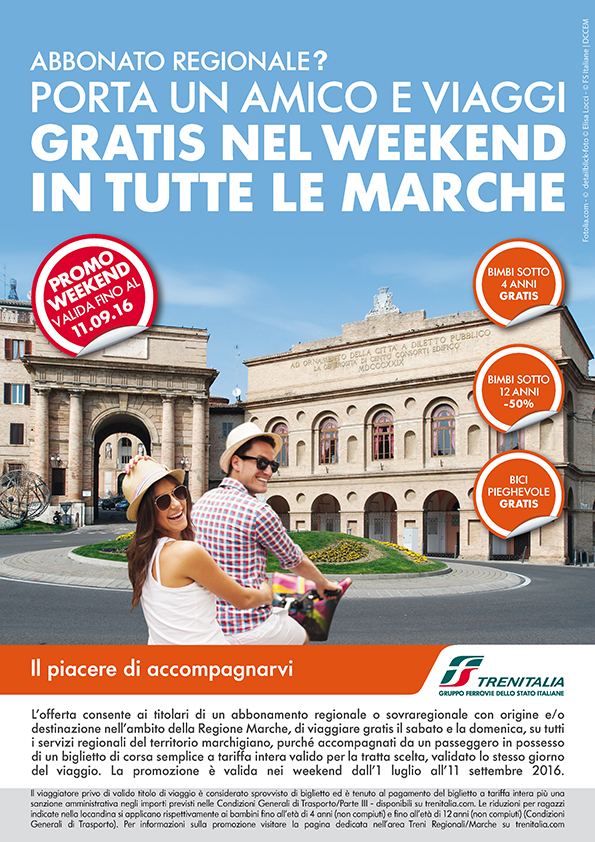 ABBONATO REGIONALE?
PORTA UN AMICO E VIAGGI
GRATIS NEL WEEKEND
IN TUTTE LE MARCHE
Fotolia.com - © detailblick-foto © Elisa Locci - © FS Italiane | DCCEM
PROMO
WEEKEND
VALIDA FINO AL
11.09.16
BIMBI SOTTO
4 ANNI
GRATIS
AD ORNAMENTO DELLA CITTÀ A DILETTO PUBBLICO
LA GENEROSITÀ DI CENTO CONSORTI EDIFICÒ
MDCCCXXIX
BIMBI SOTTO
12 ANNI
-50%
BICI
PIEGHEVOLE
GRATIS
Il piacere di accompagnarvi
TRENITALIA
GRUPPO FERROVIE DELLO STATO ITALIANE
L'offerta consente ai titolari di un abbonamento regionale o sovraregionale con origine e/o
destinazione nell'ambito della Regione Marche, di viaggiare gratis il sabato e la domenica, su tutti
i servizi regionali del territorio marchigiano, purché accompagnati da un passeggero in possesso
di un biglietto di corsa semplice a tariffa intera valido per la tratta scelta, validato lo stesso giorno
del viaggio. La promozione è valida nei weekend dall'1 luglio all'11 settembre 2016.
Il viaggiatore privo di valido titolo di viaggio è considerato sprovvisto di biglietto ed è tenuto al pagamento del biglietto a tariffa intera più una
sanzione amministrativa negli importi previsti nelle Condizioni Generali di Trasporto/Parte III - disponibili su trenitalia.com. Le riduzioni per ragazzi
indicate nella locandina si applicano rispettivamente ai bambini fino all'età di 4 anni (non compiuti) e fino all'età di 12 anni (non compiuti) (Condizioni
Generali di Trasporto). Per informazioni sulla promozione visitare la pagina dedicata nell'area Treni Regionali/Marche su trenitalia.com